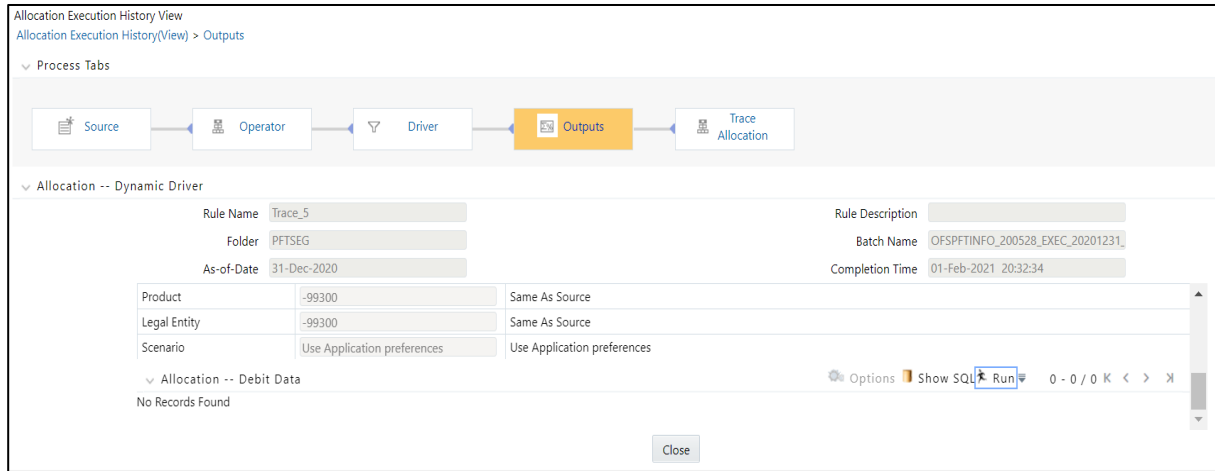 Allocation Execution History View
Allocation Execution History(View) > Outputs
Process Tabs
Source
Operator
Driver
Outputs
Trace
Allocation
Allocation -- Dynamic Driver
Rule Name Trace_5 Rule Description
Folder PFTSEG Batch Name OFSPFTINFO_200528_EXEC_20201231_
As-of-Date 31-Dec-2020 Completion Time 01-Feb-2021 20:32:34
Product -99300 Same As Source
Legal Entity -99300 Same As Source
Scenario Use Application preferences Use Application preferences
Allocation -- Debit Data Options Show SQL Run 0 - 0 / 0
No Records Found
Close